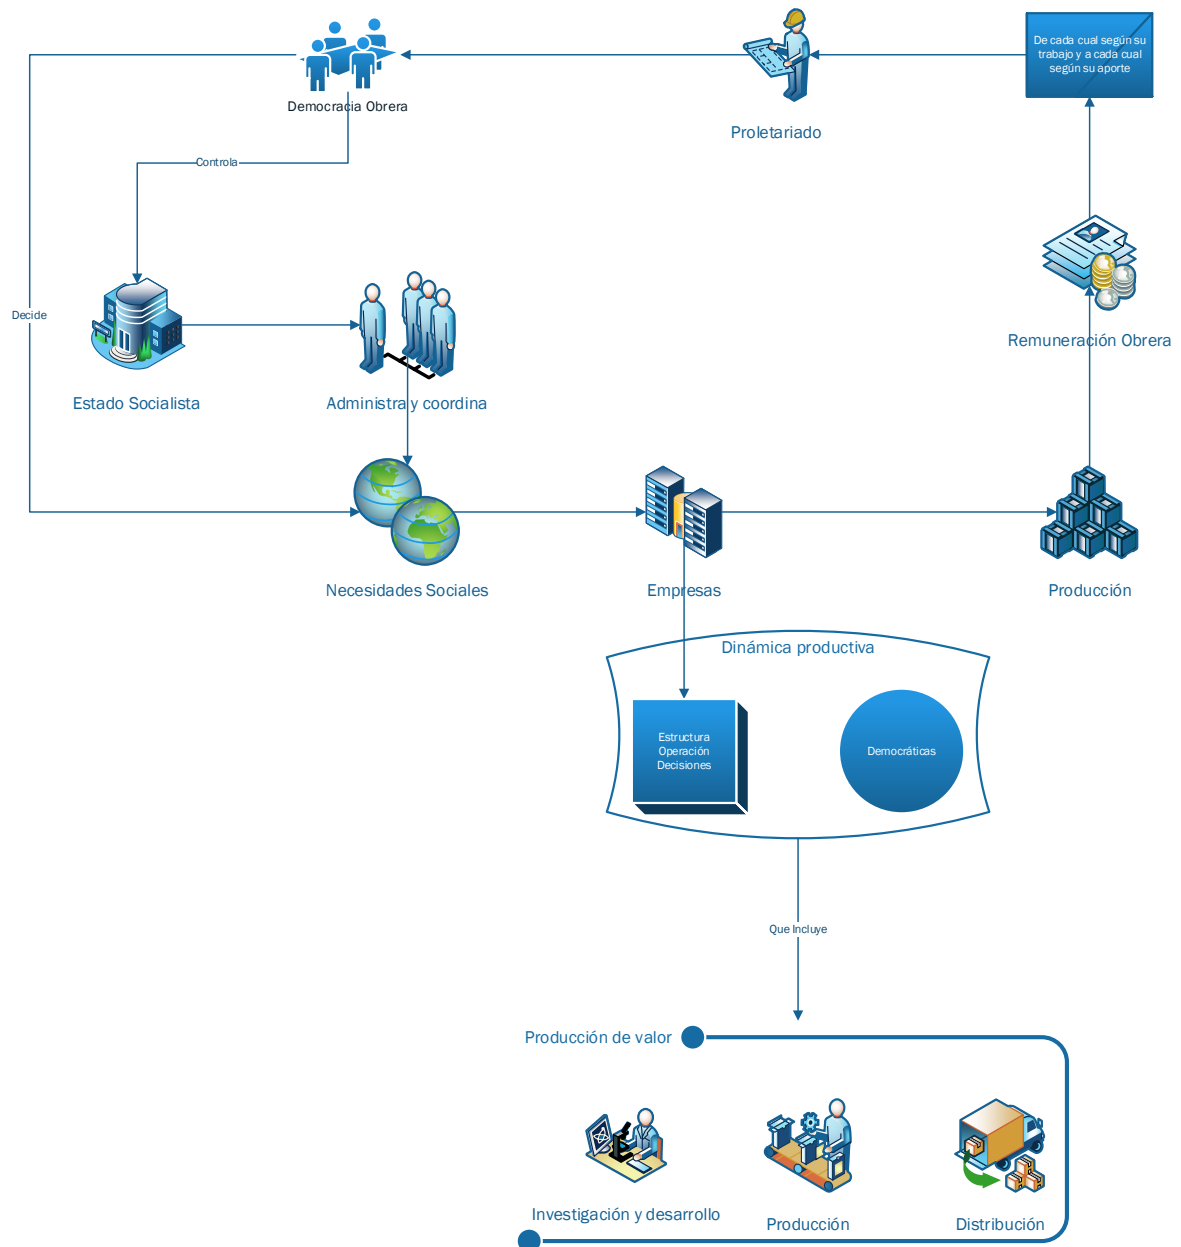 De cada cual según su
trabajo y a cada cual
según su aporte
Democracia Obrera
Proletariado
Controla
Decide
Remuneración Obrera
Estado Socialista
Administra y coordina
Necesidades Sociales
Empresas
Producción
Dinámica productiva
Estructura
Operación
Decisiones
Democráticas
Que Incluye
Producción de valor
Investigación y desarrollo
Producción
Distribución